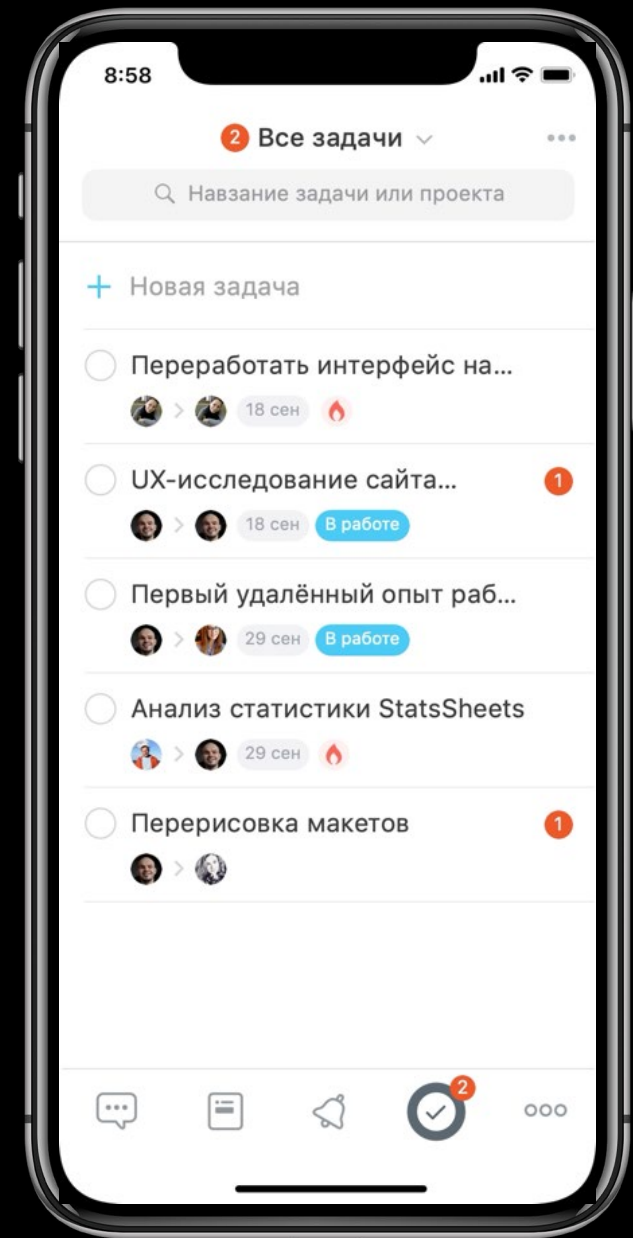 8:58
2 Все задачи
Навзание задачи или проекта
Новая задача
Переработать интерфейс на...
18 сен
UX-исследование сайта...
1
18 сен В работе
Первый удалённый опыт раб...
29 сен В работе
Анализ статистики StatsSheets
29 сен
Перерисовка макетов
1
2